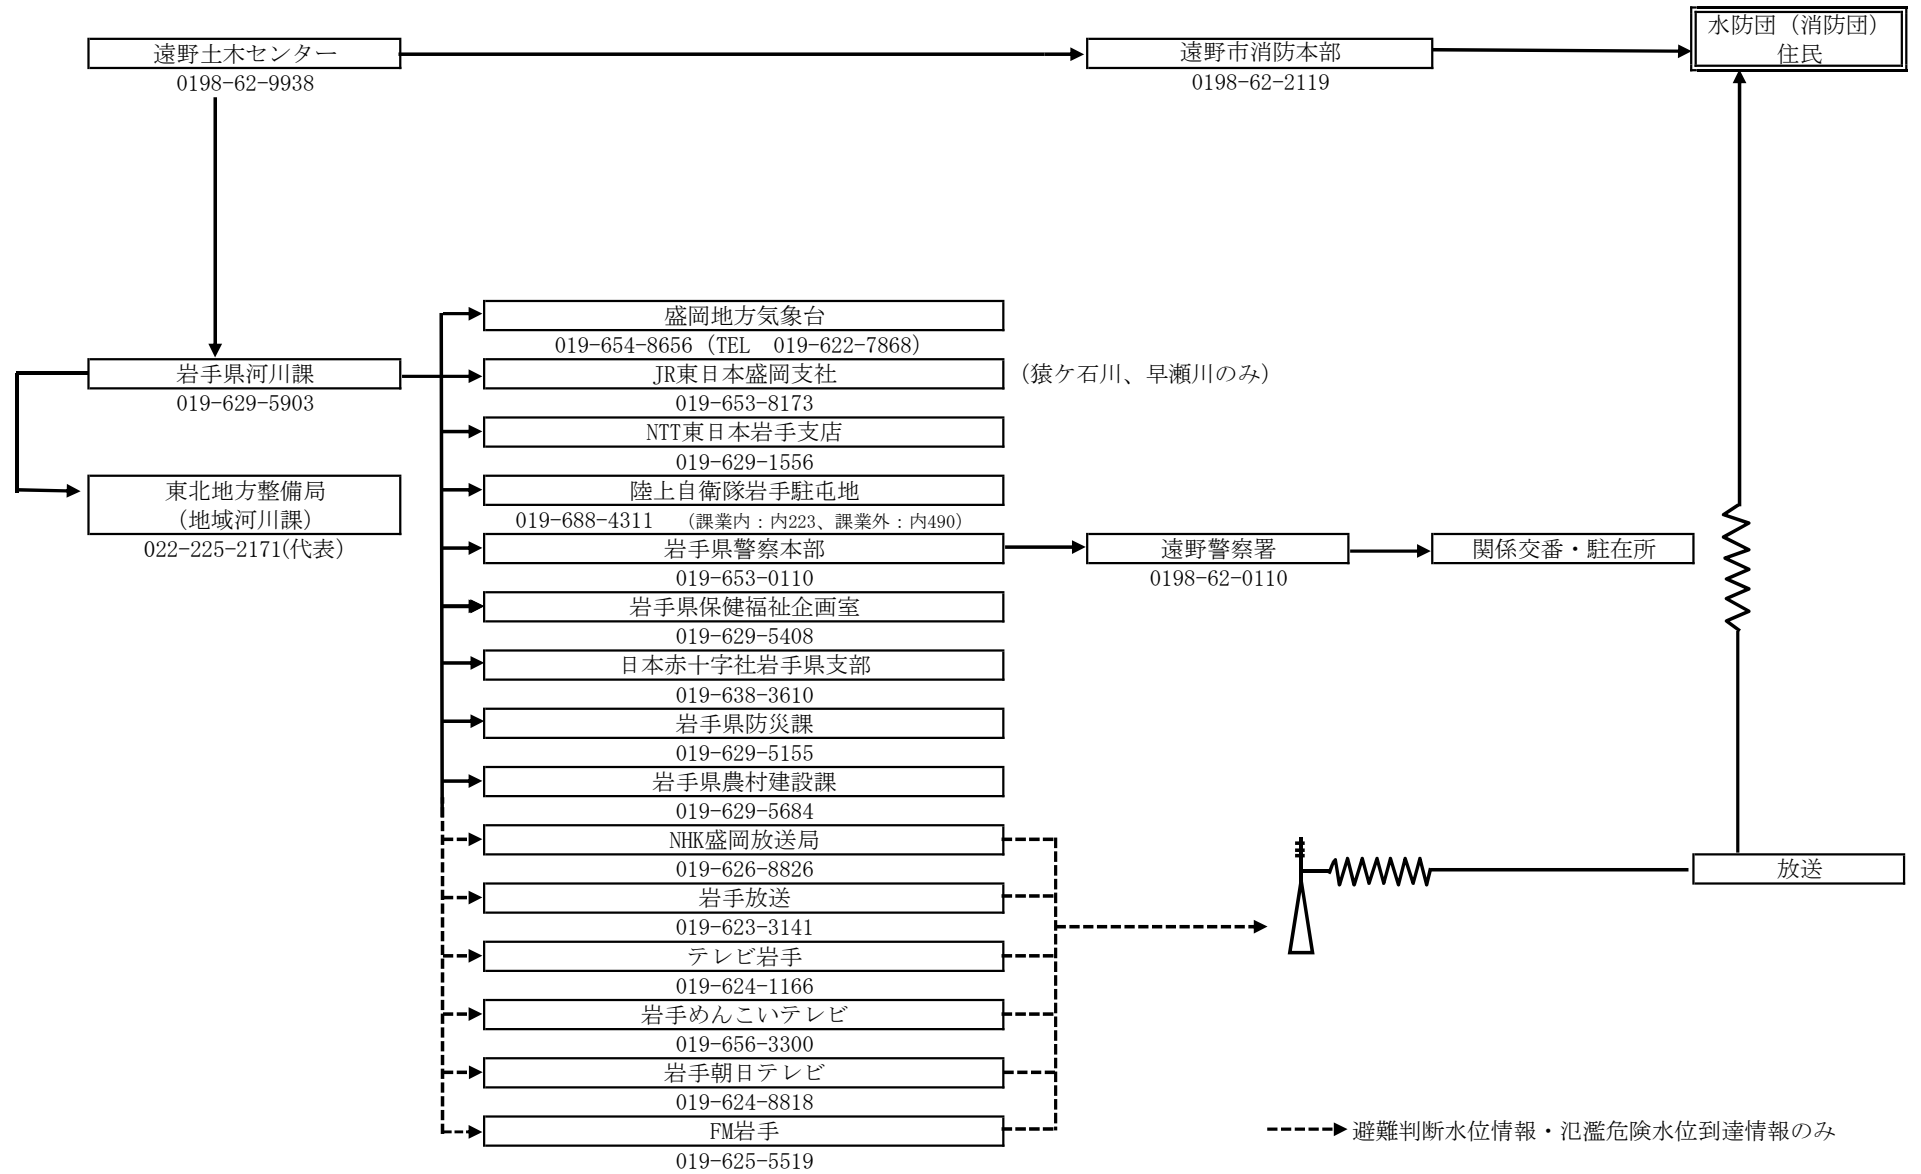 遠野土木センター
0198-62-9938
遠野市消防本部
0198-62-2119
水防団（消防団）
住民
盛岡地方気象台
019-654-8656（TEL　019-622-7868）
岩手県河川課
019-629-5903
JR東日本盛岡支社
（猿ケ石川、早瀬川のみ）
019-653-8173
NTT東日本岩手支店
019-629-1556
東北地方整備局
（地域河川課）
022-225-2171(代表）
陸上自衛隊岩手駐屯地
019-688-4311　（課業内：内223、課業外：内490）
岩手県警察本部
019-653-0110
遠野警察署
0198-62-0110
関係交番・駐在所
岩手県保健福祉企画室
019-629-5408
日本赤十字社岩手県支部
019-638-3610
岩手県防災課
019-629-5155
岩手県農村建設課
019-629-5684
NHK盛岡放送局
019-626-8826
岩手放送
019-623-3141
放送
テレビ岩手
019-624-1166
岩手めんこいテレビ
019-656-3300
岩手朝日テレビ
019-624-8818
FM岩手
019-625-5519
避難判断水位情報・氾濫危険水位到達情報のみ